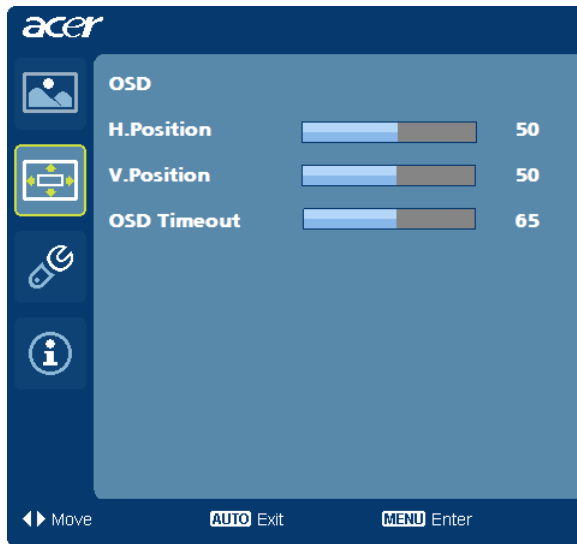 acer
OSD
H.Position 50
V.Position 50
OSD Timeout 65
Move AUTO Exit MENU Enter